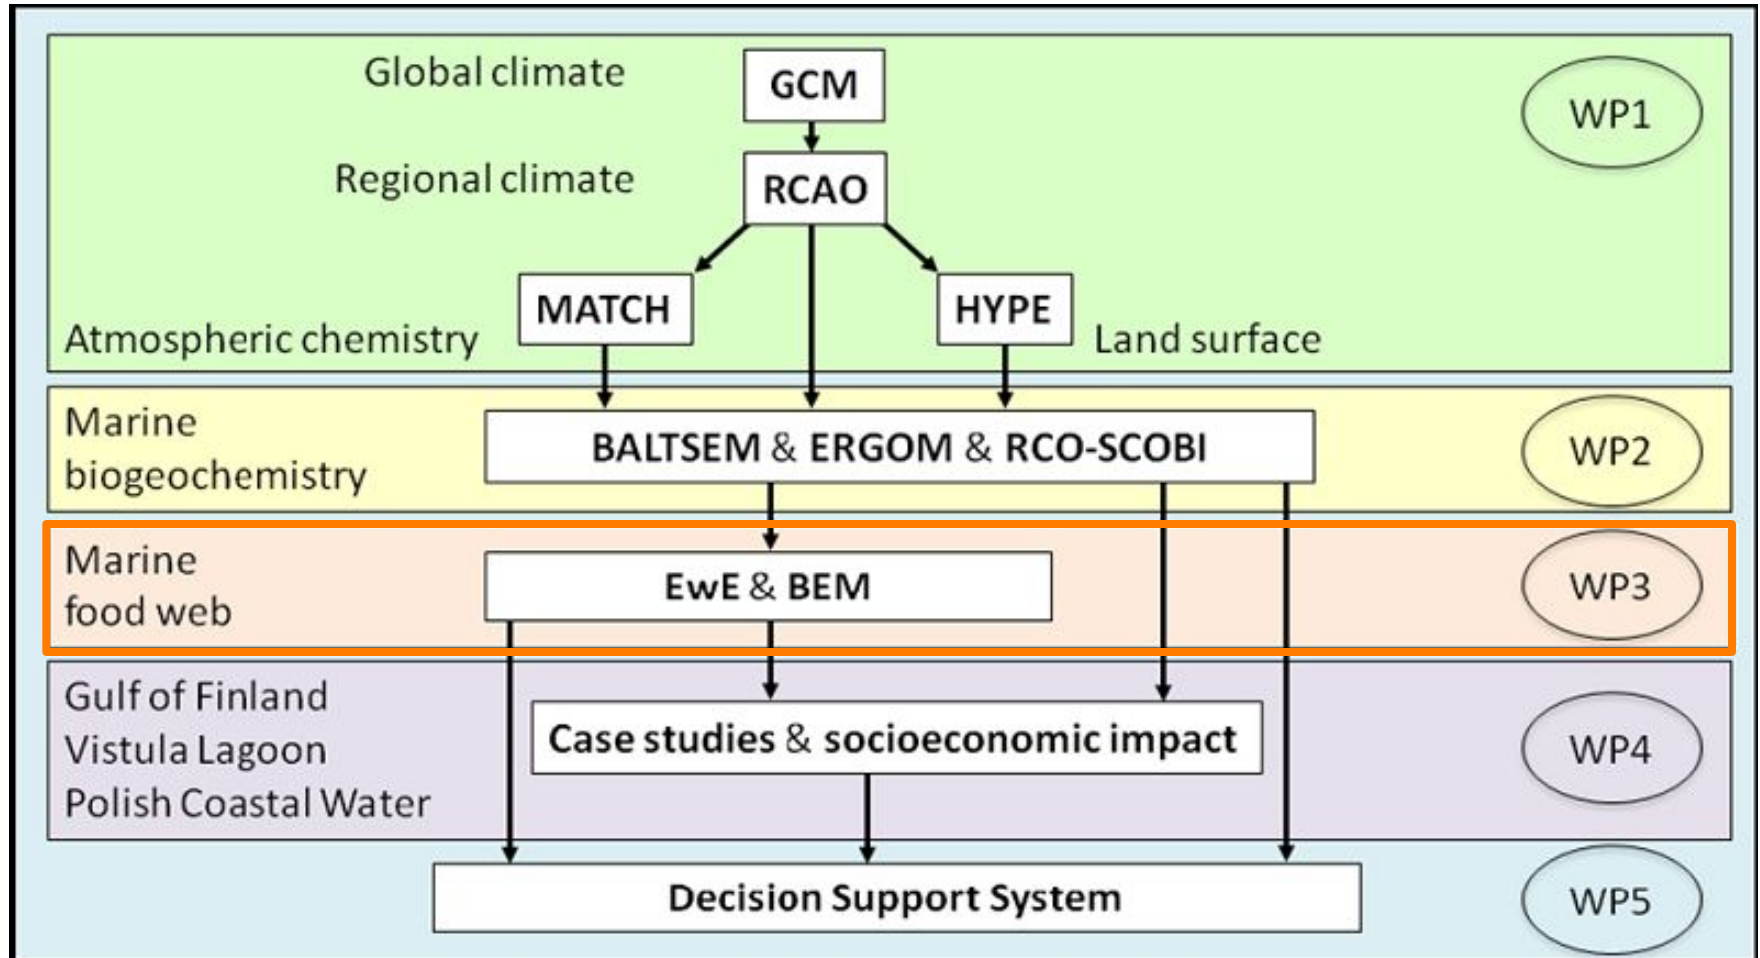 Global climate
GCM
WP1
Regional climate
RCAO
MATCH
HYPE
Atmospheric chemistry
Land surface
Marine
biogeochemistry
BALTSEM & ERGOM & RCO-SCOBI
WP2
Marine
food web
EwE & BEM
WP3
Gulf of Finland
Vistula Lagoon
Polish Coastal Water
Case studies & socioeconomic impact
WP4
Decision Support System
WP5